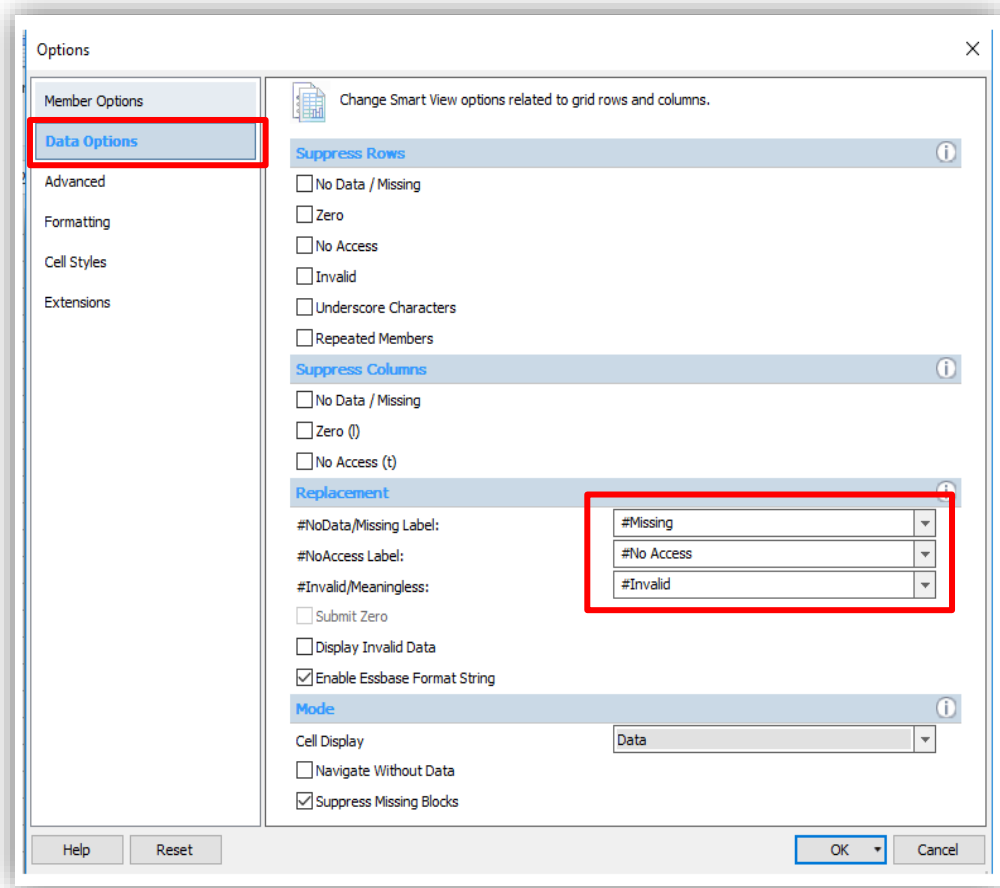 Options
Member Options
Data Options
Advanced
Formatting
Cell Styles
Extensions
Change Smart View options related to grid rows and columns.
Suppress Rows
No Data / Missing
Zero
No Access
Invalid
Underscore Characters
Repeated Members
Suppress Columns
No Data / Missing
Zero (l)
No Access (t)
Replacement
#NoData/Missing Label: #Missing
#NoAccess Label: #No Access
#Invalid/Meaningless: #Invalid
Submit Zero
Display Invalid Data
Enable Essbase Format String
Mode
Cell Display Data
Navigate Without Data
Suppress Missing Blocks
Help Reset OK Cancel